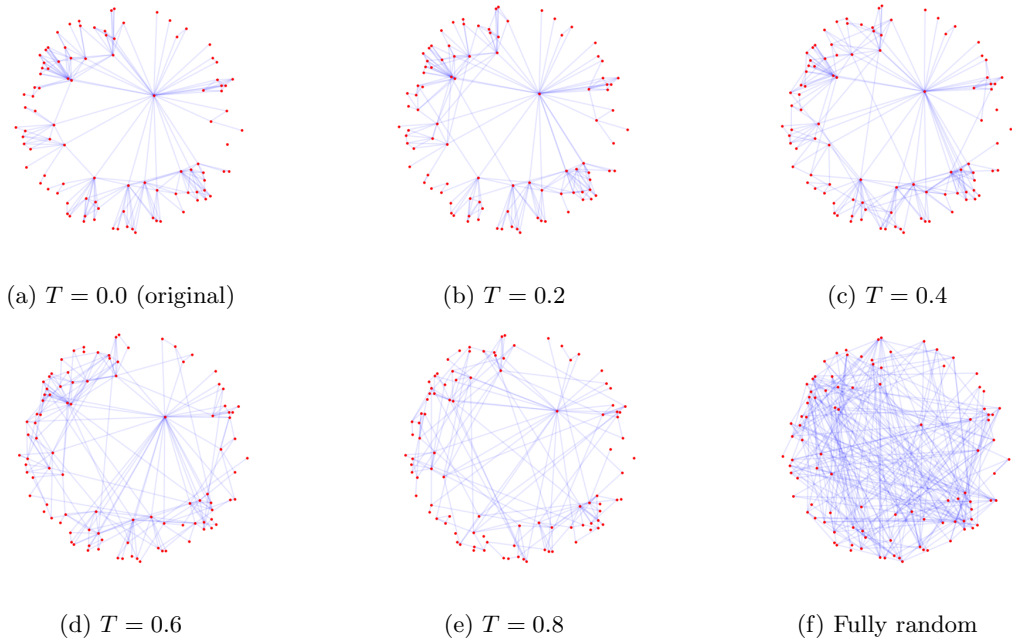 (a) T = 0.0 (original)
(b) T = 0.2
(c) T = 0.4
(d) T = 0.6
(e) T = 0.8
(f) Fully random